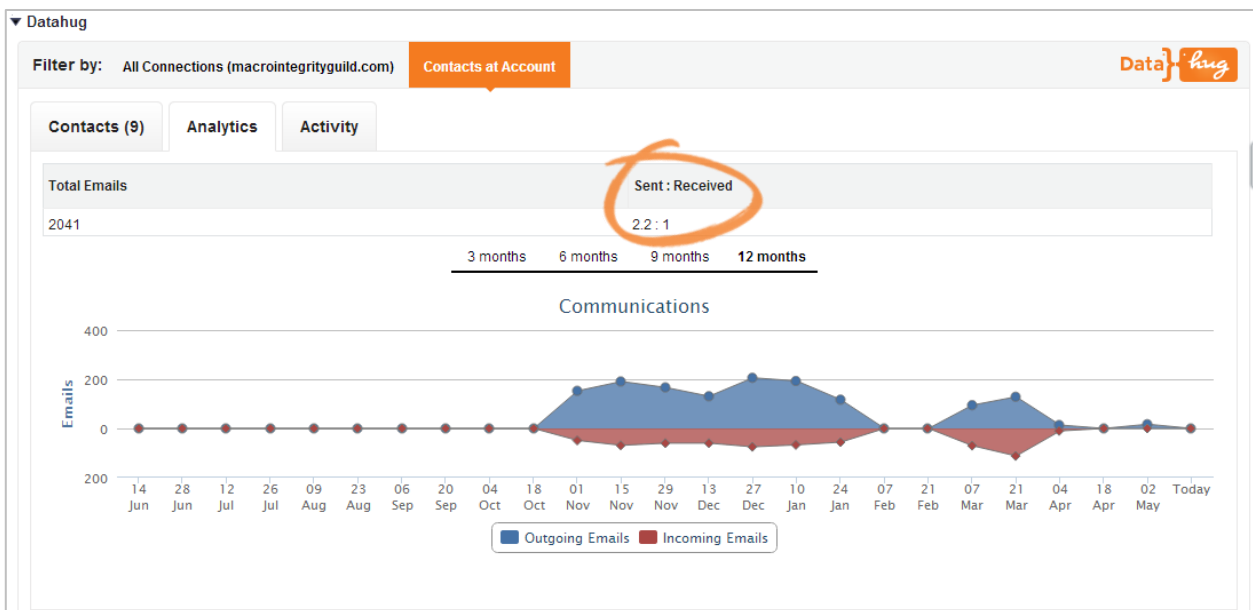 Datahug
Filter by: All Connections (macrointegrityguild.com) Contacts at Account Data hug
Contacts (9) Analytics Activity
Total Emails Sent : Received
2041 2.2 : 1
3 months 6 months 9 months 12 months
Communications
400
200
0
200
Emails
14 Jun 28 Jun 12 Jul 26 Jul 09 Aug 23 Aug 06 Sep 20 Sep 04 Oct 18 Oct 01 Nov 15 Nov 29 Nov 13 Dec 27 Dec 10 Jan 24 Jan 07 Feb 21 Feb 07 Mar 21 Mar 04 Apr 18 Apr 02 May Today
Outgoing Emails Incoming Emails